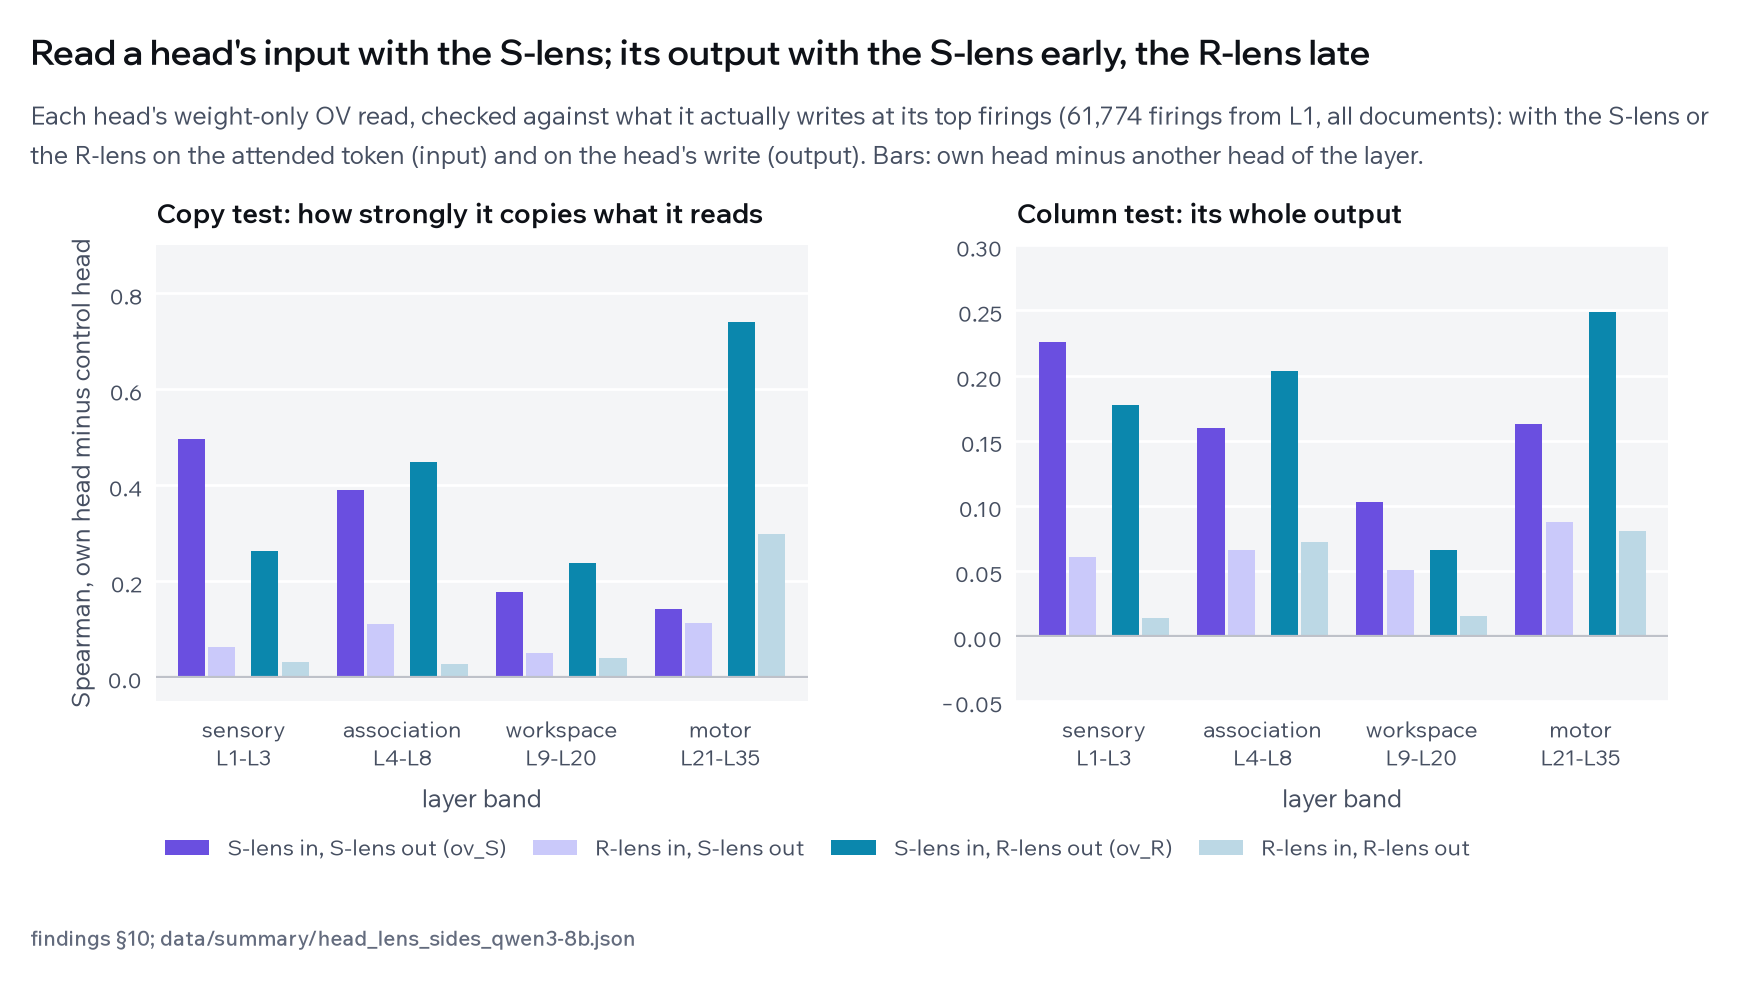 Read a head's input with the S-lens; its output with the S-lens early, the R-lens late
Each head's weight-only OV read, checked against what it actually writes at its top firings (61,774 firings from L1, all documents): with the S-lens or
the R-lens on the attended token (input) and on the head's write (output). Bars: own head minus another head of the layer.
Copy test: how strongly it copies what it reads
Spearman, own head minus control head
0.8
0.6
0.4
0.2
0.0
sensory
L1-L3
association
L4-L8
workspace
L9-L20
motor
L21-L35
layer band
Column test: its whole output
0.30
0.25
0.20
0.15
0.10
0.05
0.00
−0.05
sensory
L1-L3
association
L4-L8
workspace
L9-L20
motor
L21-L35
layer band
S-lens in, S-lens out (ov_S)
R-lens in, S-lens out
S-lens in, R-lens out (ov_R)
R-lens in, R-lens out
findings §10; data/summary/head_lens_sides_qwen3-8b.json